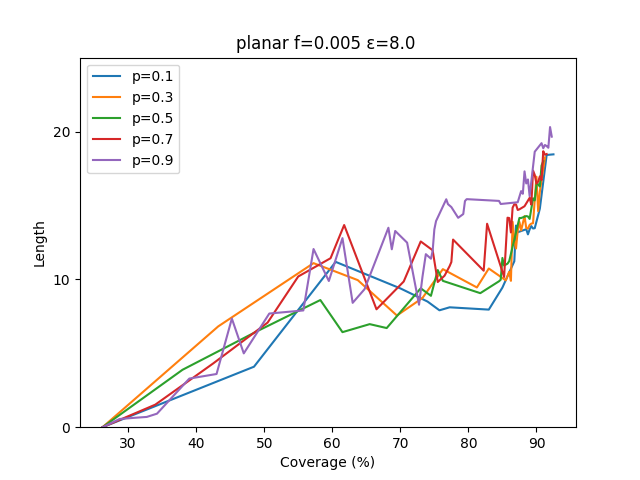 planar f=0.005 ε=8.0
p=0.1
p=0.3
p=0.5
p=0.7
p=0.9
20
10
0
Length
30 40 50 60 70 80 90
Coverage (%)